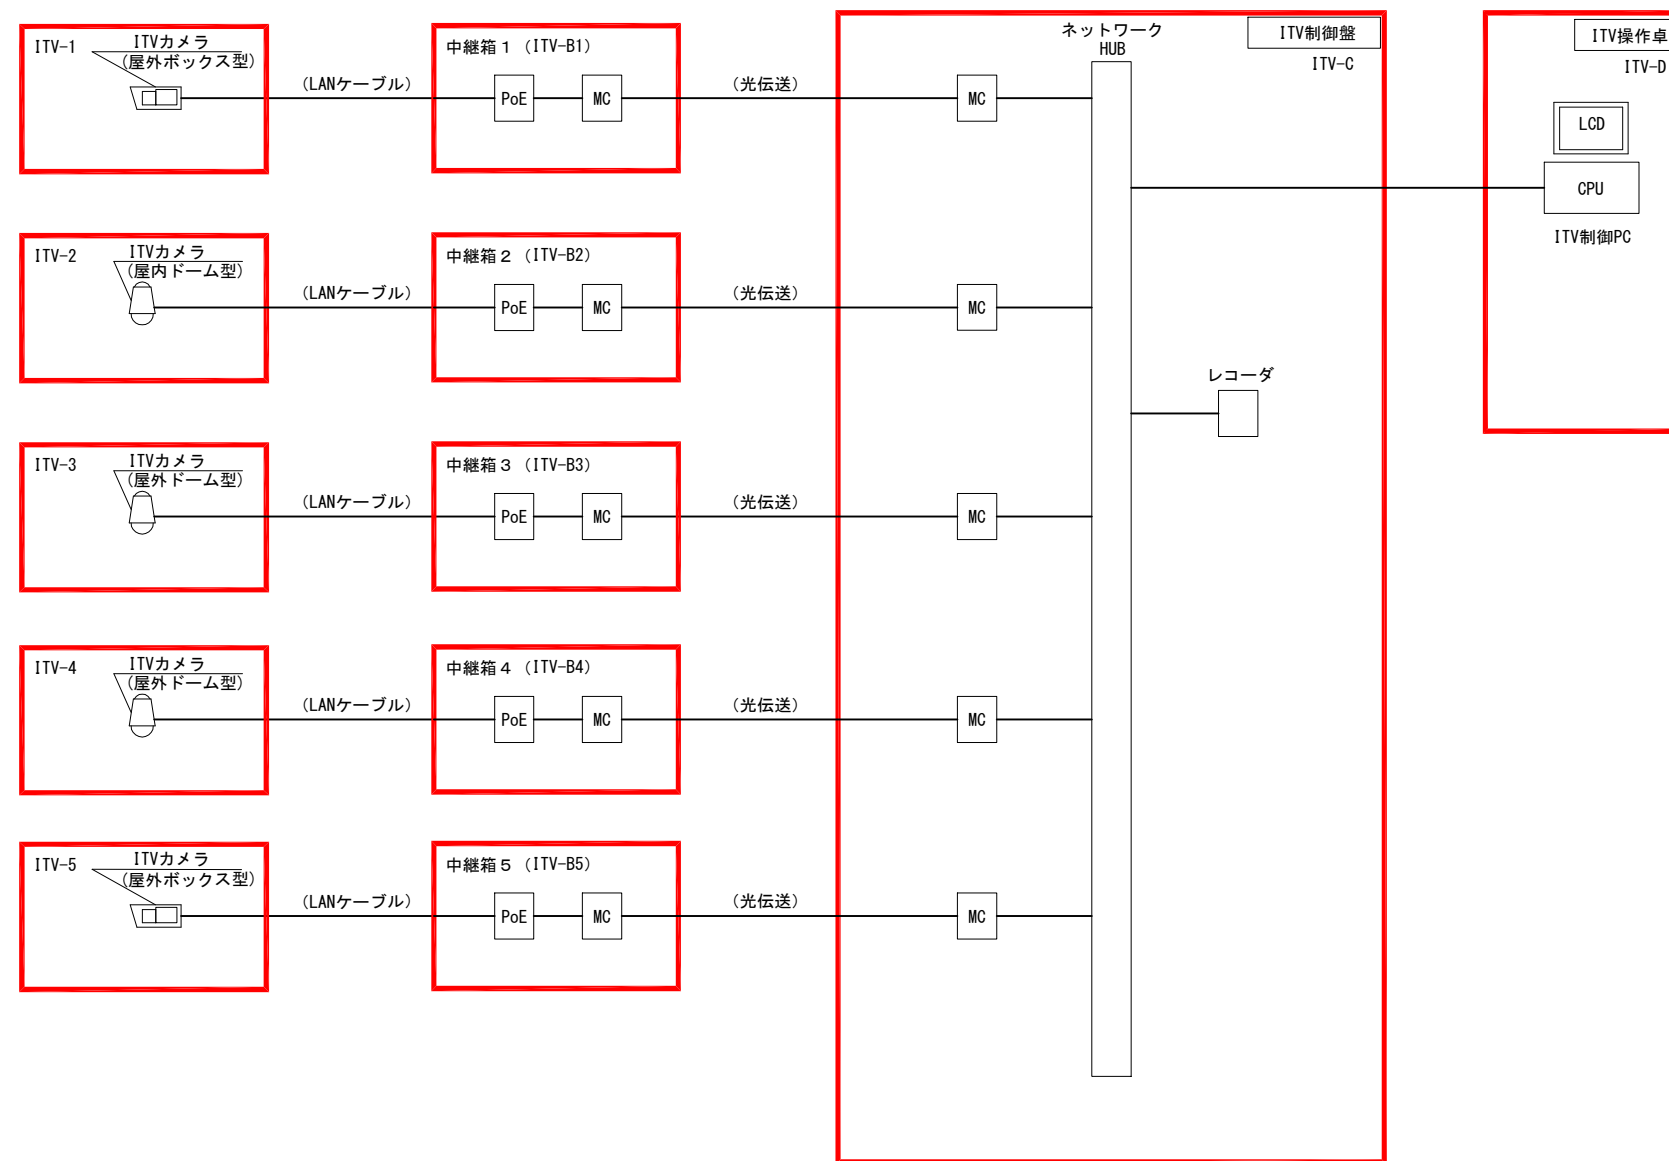 ITV-1
ITVカメラ
(屋外ボックス型)
(LANケーブル)
中継箱1 (ITV-B1)
PoE
MC
(光伝送)
MC
ネットワーク
HUB
ITV制御盤
ITV-C
ITV操作卓
ITV-D
LCD
CPU
ITV制御PC
ITV-2
ITVカメラ
(屋内ドーム型)
(LANケーブル)
中継箱2 (ITV-B2)
PoE
MC
(光伝送)
MC
レコーダ
ITV-3
ITVカメラ
(屋外ドーム型)
(LANケーブル)
中継箱3 (ITV-B3)
PoE
MC
(光伝送)
MC
ITV-4
ITVカメラ
(屋外ドーム型)
(LANケーブル)
中継箱4 (ITV-B4)
PoE
MC
(光伝送)
MC
ITV-5
ITVカメラ
(屋外ボックス型)
(LANケーブル)
中継箱5 (ITV-B5)
PoE
MC
(光伝送)
MC